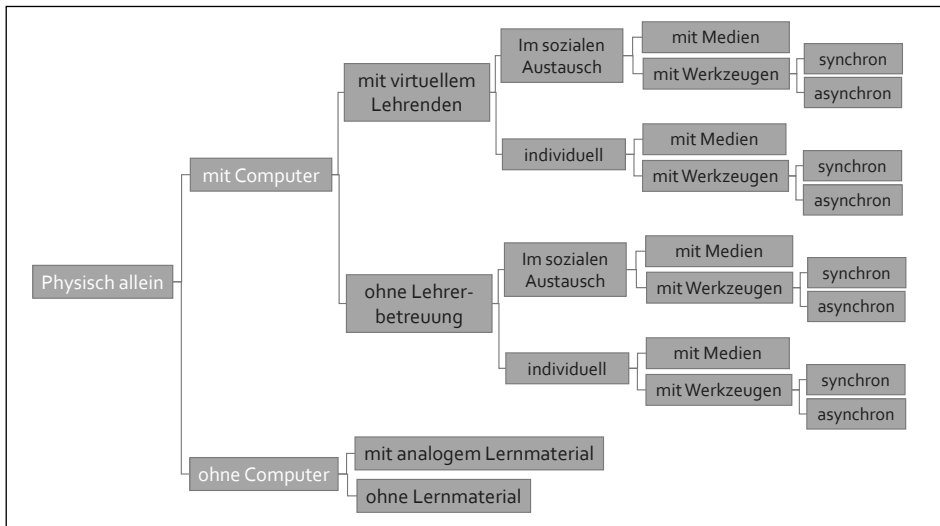 Physisch allein
mit Computer
mit virtuellem
Lehrenden
Im sozialen
Austausch
mit Medien
mit Werkzeugen
synchron
asynchron
individuell
mit Medien
mit Werkzeugen
synchron
asynchron
ohne Lehrer-
betreuung
Im sozialen
Austausch
mit Medien
mit Werkzeugen
synchron
asynchron
individuell
mit Medien
mit Werkzeugen
synchron
asynchron
ohne Computer
mit analogem Lernmaterial
ohne Lernmaterial